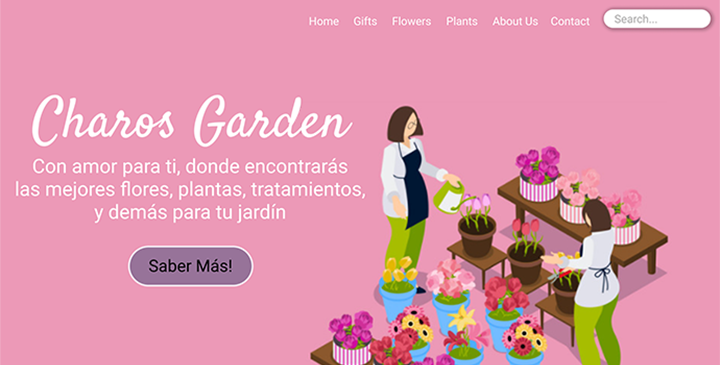 Home Gifts Flowers Plants About Us Contact Search...
Charos Garden
Con amor para ti, donde encontrarás
las mejores flores, plantas, tratamientos,
y demás para tu jardín
Saber Más!